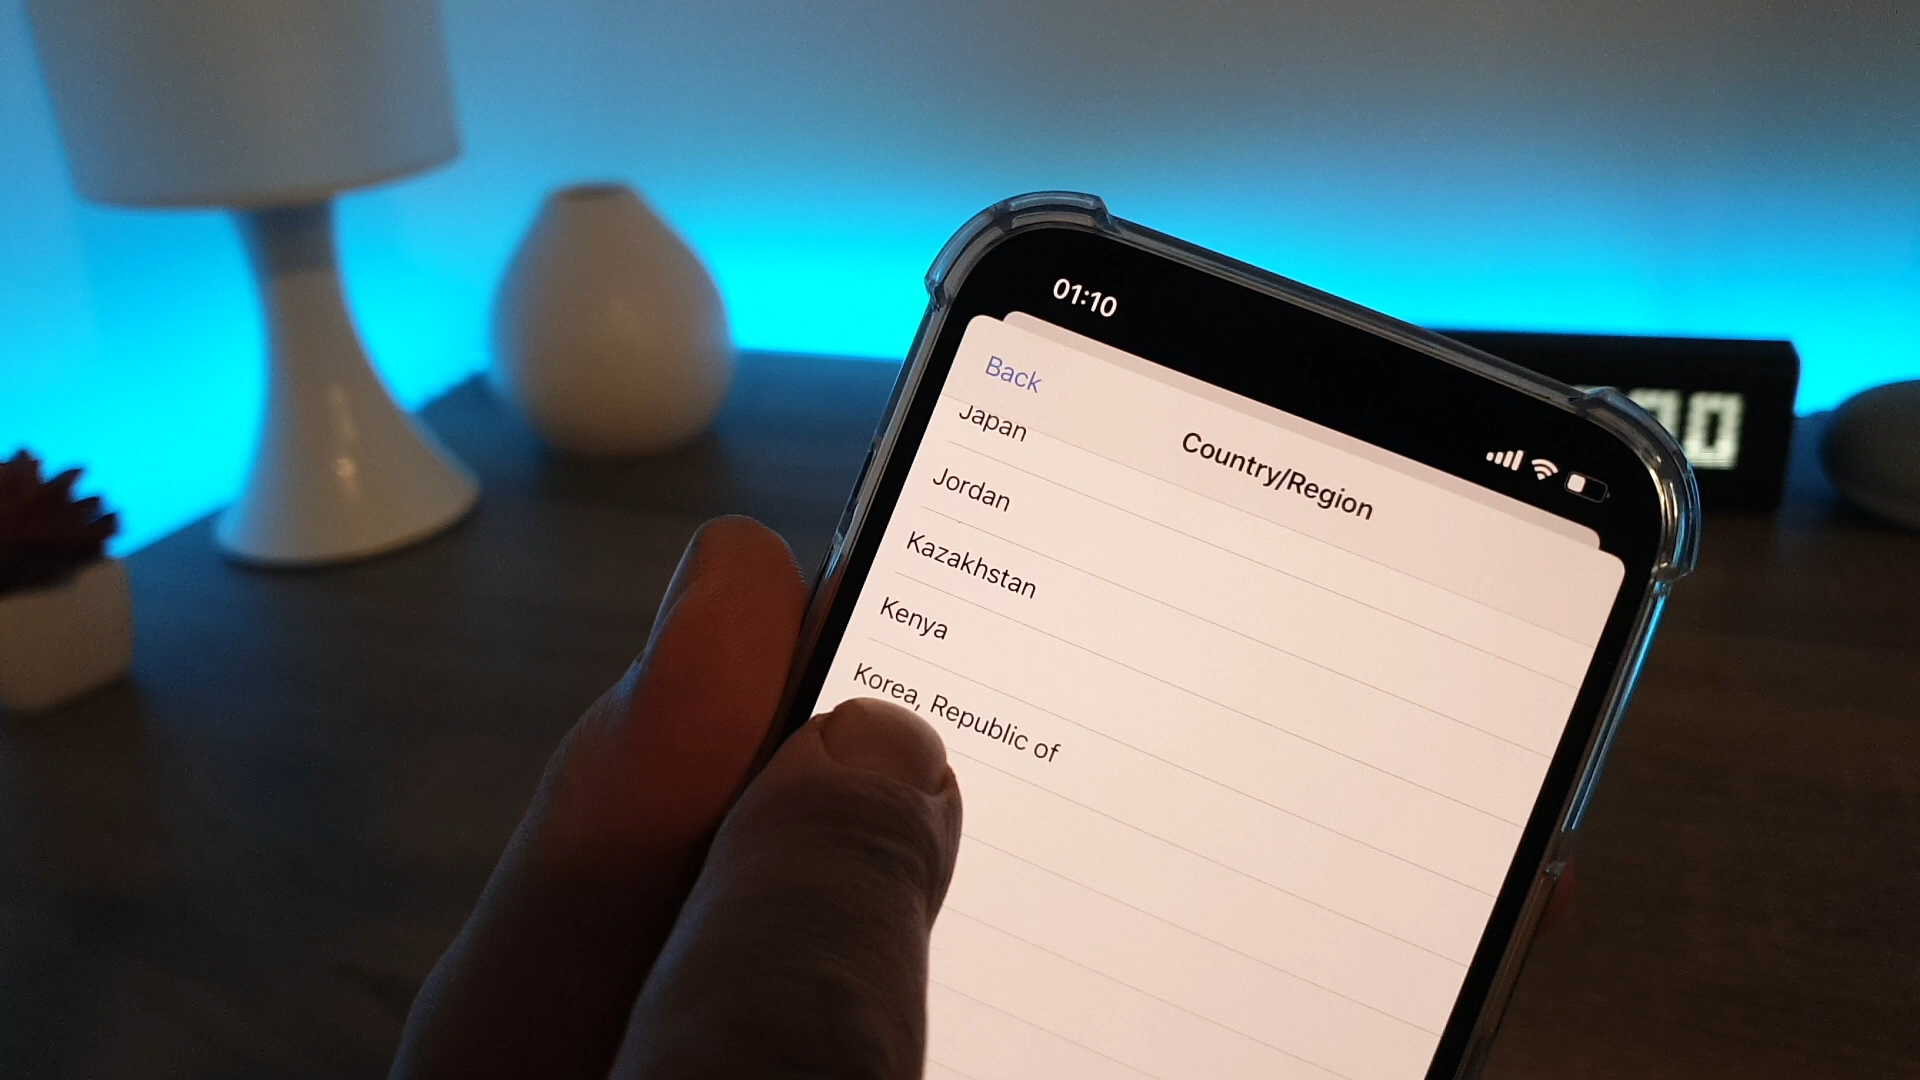 01:10
Back
Country/Region
Japan
Jordan
Kazakhstan
Kenya
Korea, Republic of